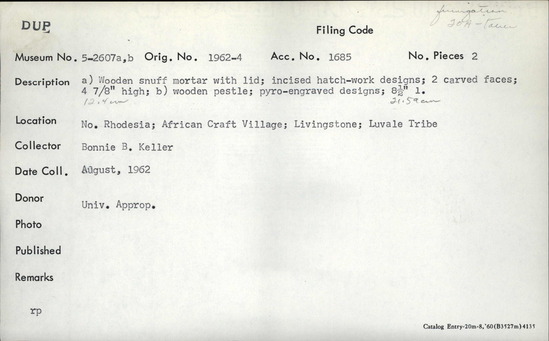 fumigation
DUP
Filing Code
20A-
Museum No. 5-2607a,b Orig. No. 1962-4 Acc. No. 1685 No. Pieces 2
Description a) Wooden snuff mortar with lid; incised hatch-work designs; 2 carved faces;
4 7/8" high; b) wooden pestle; pyro-engraved designs; 8½" l.
12.4cm 21.59cm
Location No. Rhodesia; African Craft Village; Livingstone; Luvale Tribe
Collector Bonnie B. Keller
Date Coll. August, 1962
Donor Univ. Approp.
Photo
Published
Remarks
rp
Catalog Entry-20m-8,'60(B3527m)4135